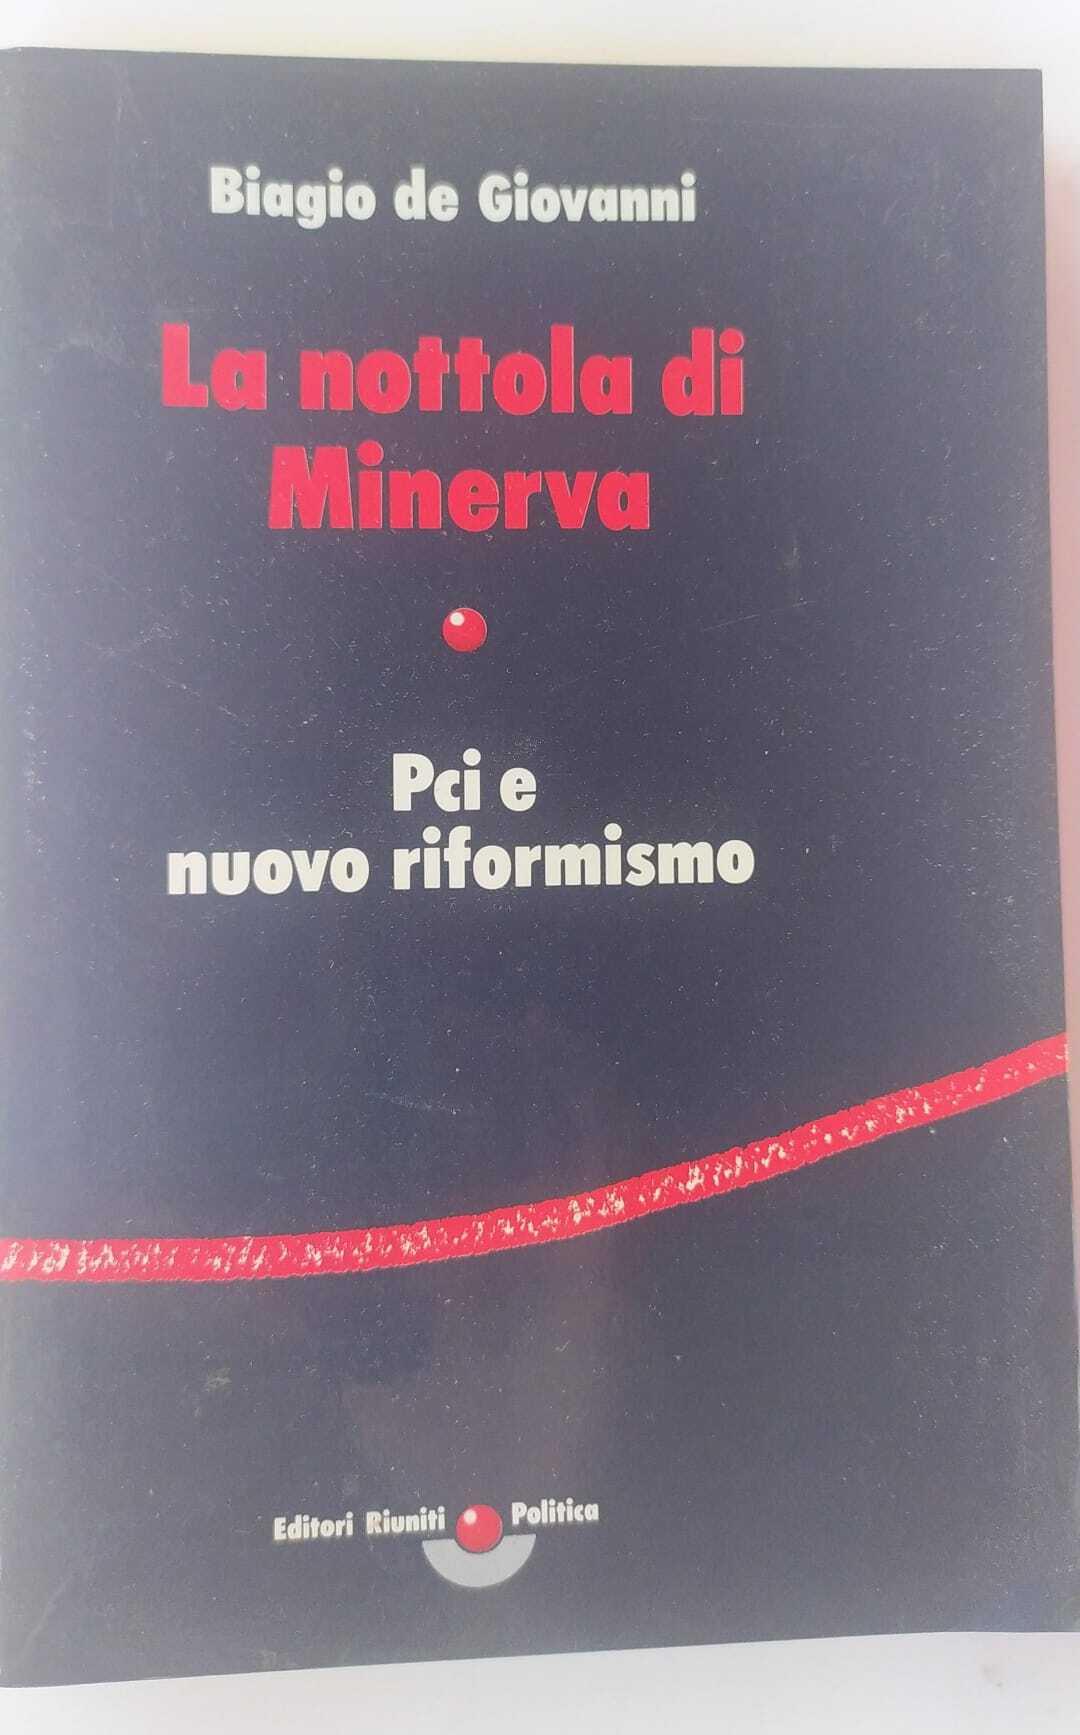 Biagio de Giovanni
La nottola di
Minerva
Pci e
nuovo riformismo
Editori Riuniti Politica